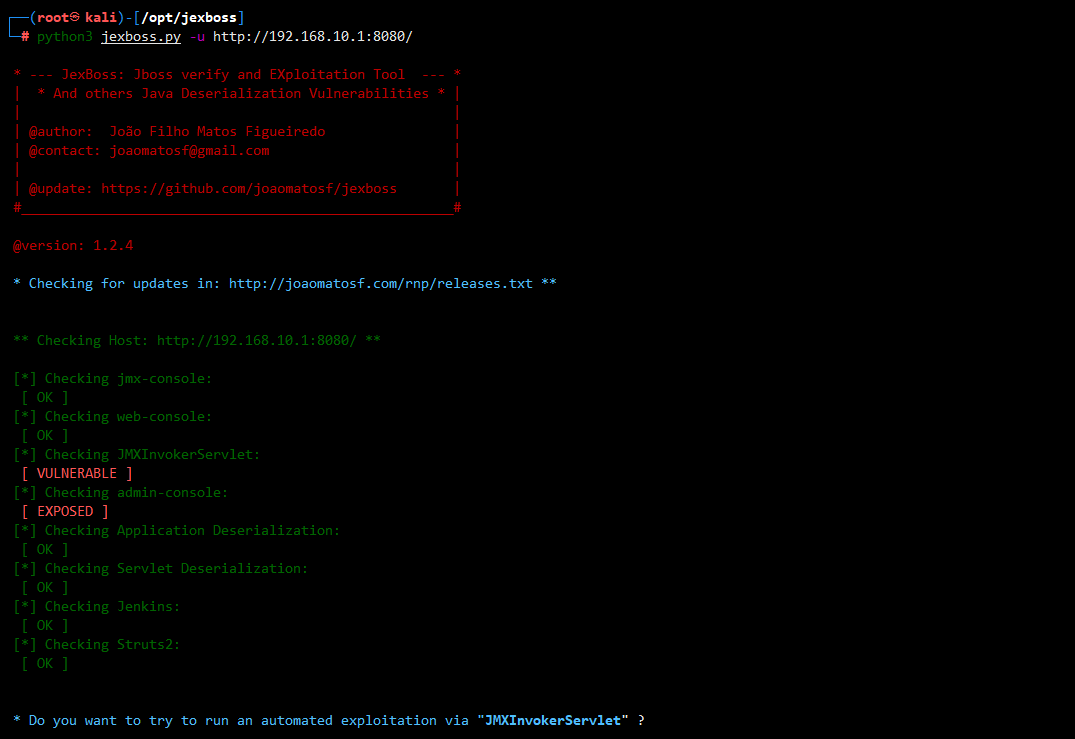 ┌──(root㉿kali)-[/opt/jexboss]
└─# python3 jexboss.py -u http://192.168.10.1:8080/
* --- JexBoss: Jboss verify and EXploitation Tool  --- *
|  * And others Java Deserialization Vulnerabilities * |
|                                                      |
| @author:  João Filho Matos Figueiredo                |
| @contact: joaomatosf@gmail.com                       |
|                                                      |
| @update: https://github.com/joaomatosf/jexboss       |
#______________________________________________________#
@version: 1.2.4
* Checking for updates in: http://joaomatosf.com/rnp/releases.txt **
** Checking Host: http://192.168.10.1:8080/ **
[*] Checking jmx-console:
[ OK ]
[*] Checking web-console:
[ OK ]
[*] Checking JMXInvokerServlet:
[ VULNERABLE ]
[*] Checking admin-console:
[ EXPOSED ]
[*] Checking Application Deserialization:
[ OK ]
[*] Checking Servlet Deserialization:
[ OK ]
[*] Checking Jenkins:
[ OK ]
[*] Checking Struts2:
[ OK ]
* Do you want to try to run an automated exploitation via "JMXInvokerServlet" ?